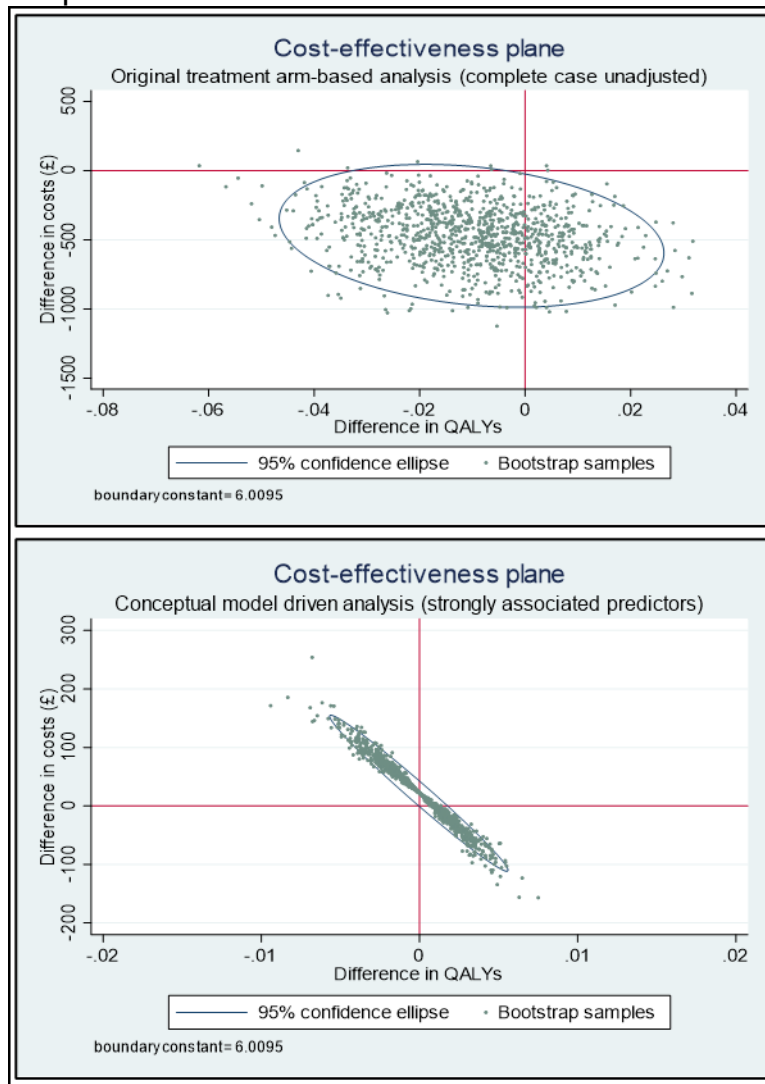 Cost-effectiveness plane
Original treatment arm-based analysis (complete case unadjusted)
500
0
-500
-1000
-1500
Difference in costs (£)
-.08 -.06 -.04 -.02 0 .02 .04
Difference in QALYs
95% confidence ellipse Bootstrap samples
boundaryconstant= 6.0095
Cost-effectiveness plane
Conceptual model driven analysis (strongly associated predictors)
300
200
100
0
-100
-200
Difference in costs (£)
-.02 -.01 0 .01 .02
Difference in QALYs
95% confidence ellipse Bootstrap samples
boundaryconstant= 6.0095